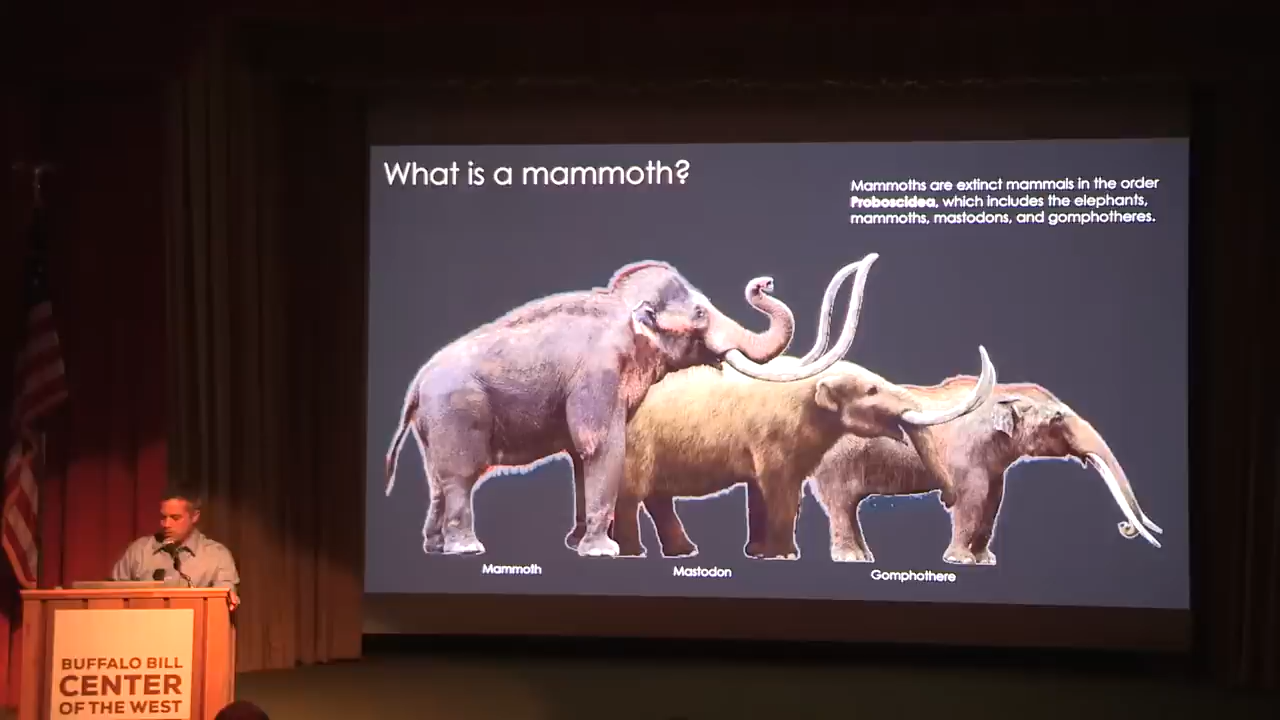 What is a mammoth?
Mammoths are extinct mammals in the order
Proboscidea, which includes the elephants,
mammoths, mastodons, and gomphotheres.
Mammoth
Mastodon
Gomphothere
BUFFALO BILL
CENTER
OF THE WEST